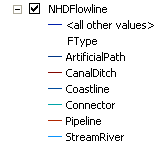 NHDFlowline
<all other values>
FType
ArtificialPath
CanalDitch
Coastline
Connector
Pipeline
StreamRiver